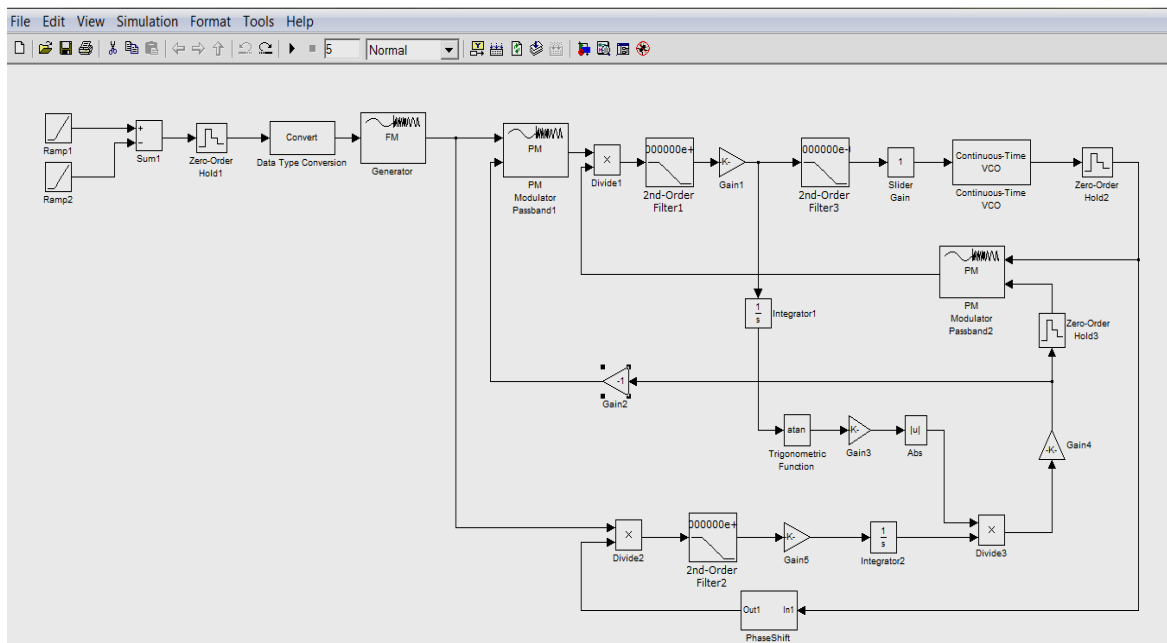 File Edit View Simulation Format Tools Help
5 Normal
Ramp1
Ramp2
+
−
Sum1
Zero-Order
Hold1
Convert
Data Type Conversion
FM
Generator
PM
PM
Modulator
Passband1
×
Divide1
000000e+
2nd-Order
Filter1
-K-
Gain1
000000e-
2nd-Order
Filter3
1
Slider
Gain
Continuous-Time
VCO
Continuous-Time
VCO
Zero-Order
Hold2
PM
PM
Modulator
Passband2
1
s
Integrator1
Zero-Order
Hold3
-1
Gain2
atan
Trigonometric
Function
-K-
Gain3
|u|
Abs
-K-
Gain4
×
Divide2
000000e+
2nd-Order
Filter2
-K-
Gain5
1
s
Integrator2
×
Divide3
Out1 In1
PhaseShift